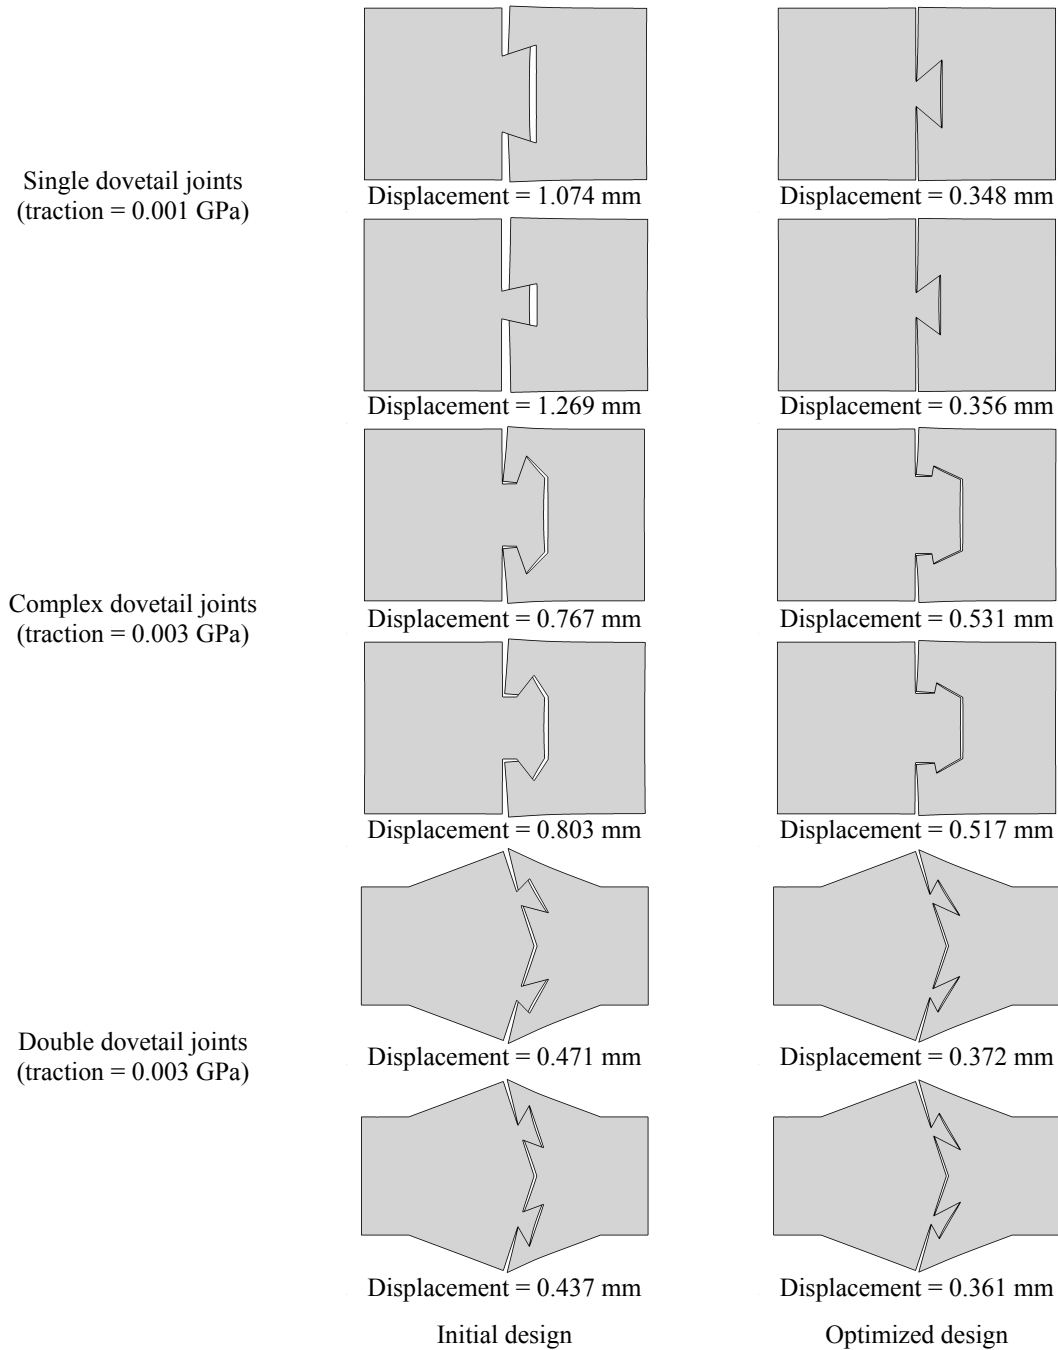 Single dovetail joints
(traction = 0.001 GPa)
Displacement = 1.074 mm
Displacement = 0.348 mm
Displacement = 1.269 mm
Displacement = 0.356 mm
Complex dovetail joints
(traction = 0.003 GPa)
Displacement = 0.767 mm
Displacement = 0.531 mm
Displacement = 0.803 mm
Displacement = 0.517 mm
Double dovetail joints
(traction = 0.003 GPa)
Displacement = 0.471 mm
Displacement = 0.372 mm
Displacement = 0.437 mm
Displacement = 0.361 mm
Initial design
Optimized design